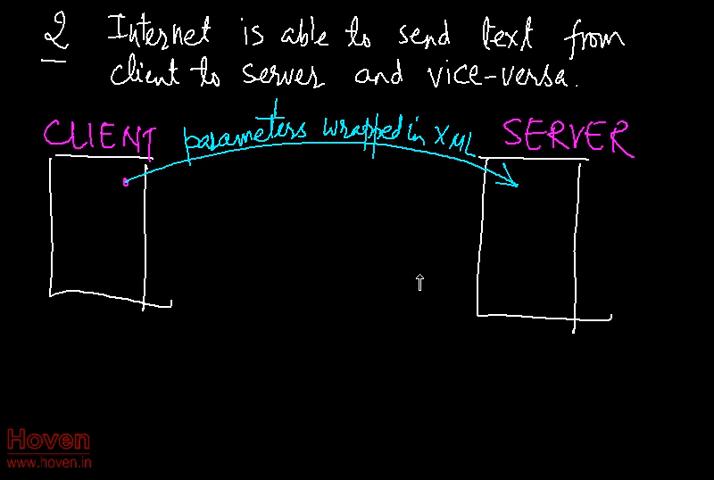 2 Internet is able to send text from
client to server and vice-versa.
CLIENT parameters wrapped in XML SERVER
Hoven
www.hoven.in